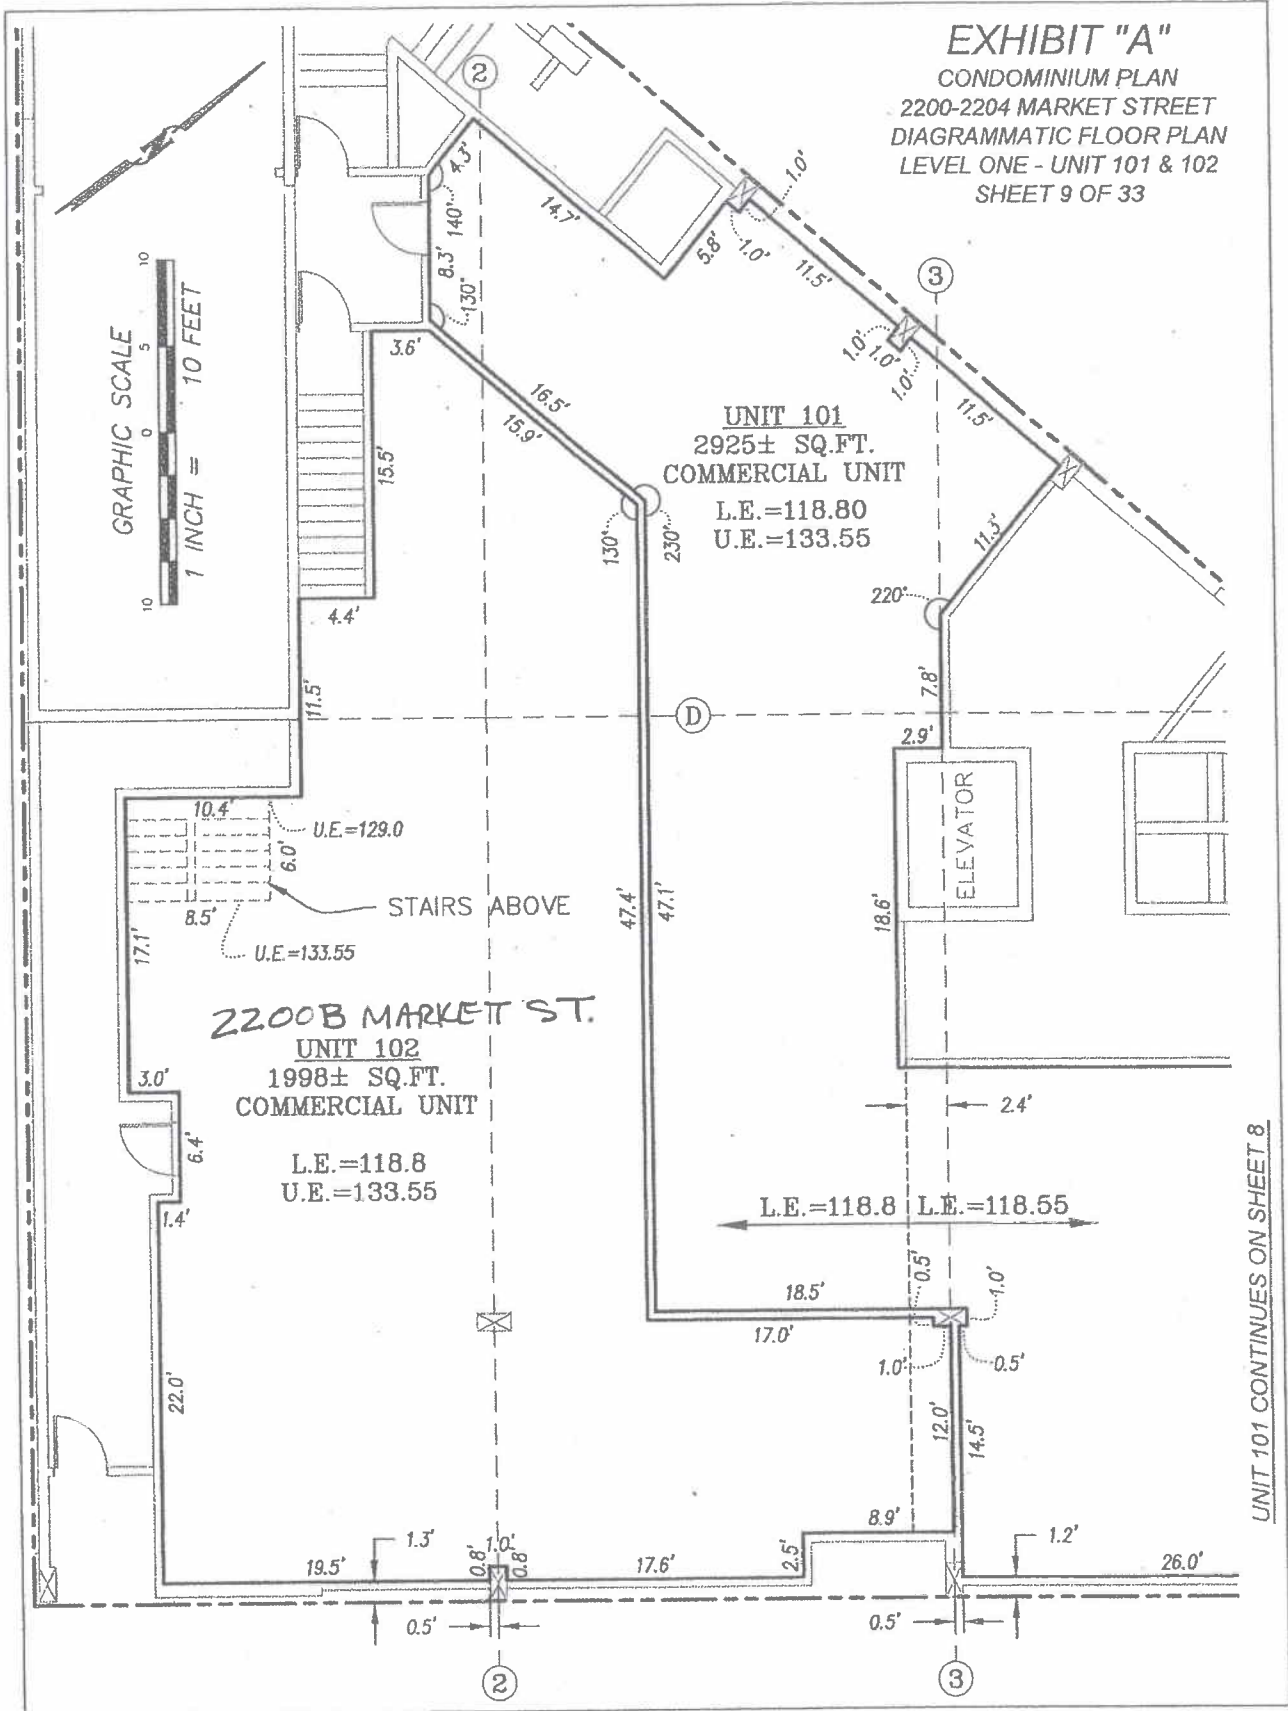 EXHIBIT "A"
CONDOMINIUM PLAN
2200-2204 MARKET STREET
DIAGRAMMATIC FLOOR PLAN
LEVEL ONE - UNIT 101 & 102
SHEET 9 OF 33
2
4.3'
140°
8.3'
130°
14.7'
5.8'
1.0'
1.0'
11.5'
3
1.0'
1.0'
1.0'
11.5'
GRAPHIC SCALE
10 5 0 10
1 INCH = 10 FEET
3.6'
16.5'
15.9'
15.5'
UNIT 101
2925± SQ.FT.
COMMERCIAL UNIT
L.E.=118.80
U.E.=133.55
130°
230°
11.3'
220°
4.4'
11.5'
7.8'
D
2.9'
10.4'
U.E.=129.0
6.0'
ELEVATOR
STAIRS ABOVE
8.5'
17.1'
U.E.=133.55
47.4'
47.1'
18.6'
2200B MARKETT ST.
UNIT 102
1998± SQ.FT.
COMMERCIAL UNIT
L.E.=118.8
U.E.=133.55
3.0'
6.4'
1.4'
2.4'
L.E.=118.8 L.E.=118.55
18.5'
17.0'
0.5'
1.0'
1.0'
0.5'
22.0'
12.0'
14.5'
8.9'
2.5'
1.3'
19.5'
0.8'
1.0'
0.8'
17.6'
1.2'
26.0'
0.5'
0.5'
2
3
UNIT 101 CONTINUES ON SHEET 8